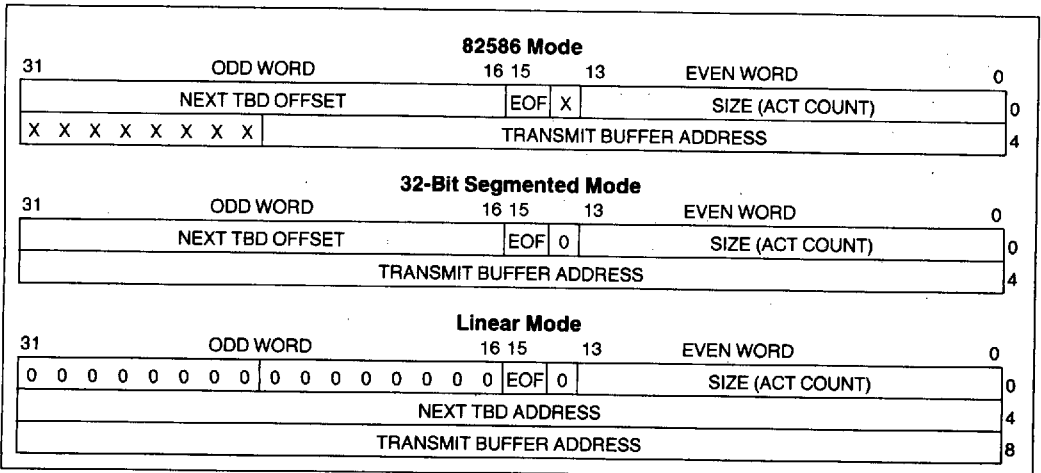 82586 Mode
31 ODD WORD 16 15 13 EVEN WORD 0
NEXT TBD OFFSET EOF X SIZE (ACT COUNT) 0
X X X X X X X X TRANSMIT BUFFER ADDRESS 4
32-Bit Segmented Mode
31 ODD WORD 16 15 13 EVEN WORD 0
NEXT TBD OFFSET EOF 0 SIZE (ACT COUNT) 0
TRANSMIT BUFFER ADDRESS 4
Linear Mode
31 ODD WORD 16 15 13 EVEN WORD 0
0 0 0 0 0 0 0 0 0 0 0 0 0 0 0 0 EOF 0 SIZE (ACT COUNT) 0
NEXT TBD ADDRESS 4
TRANSMIT BUFFER ADDRESS 8